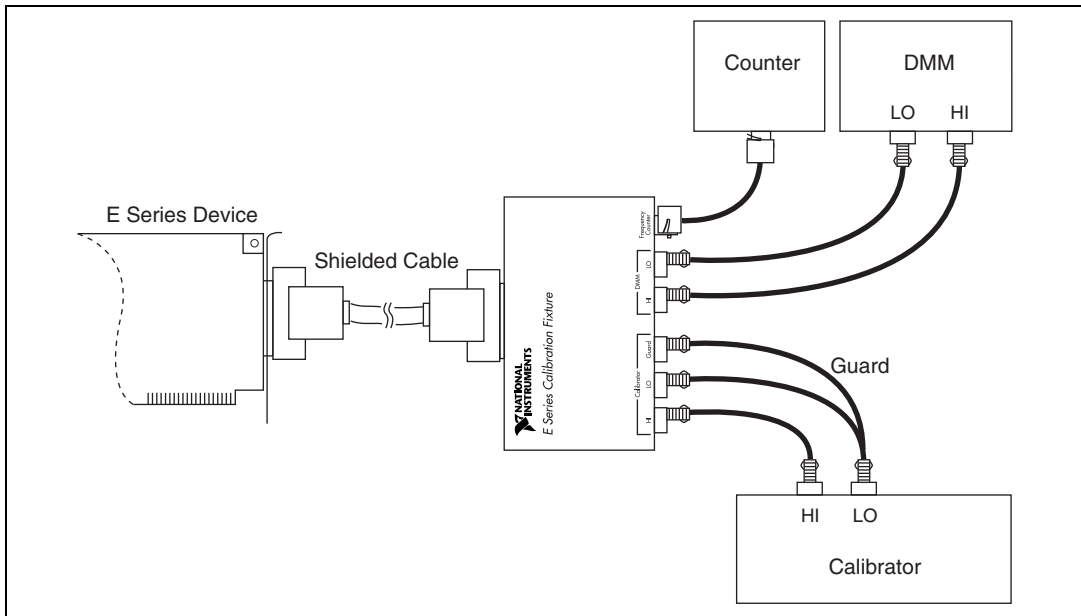 Counter
DMM
LO
HI
E Series Device
Shielded Cable
Frequency
Counter
LO
DMM
HI
Guard
Calibrator
LO
HI
NATIONAL
INSTRUMENTS
E Series Calibration Fixture
Guard
HI
LO
Calibrator